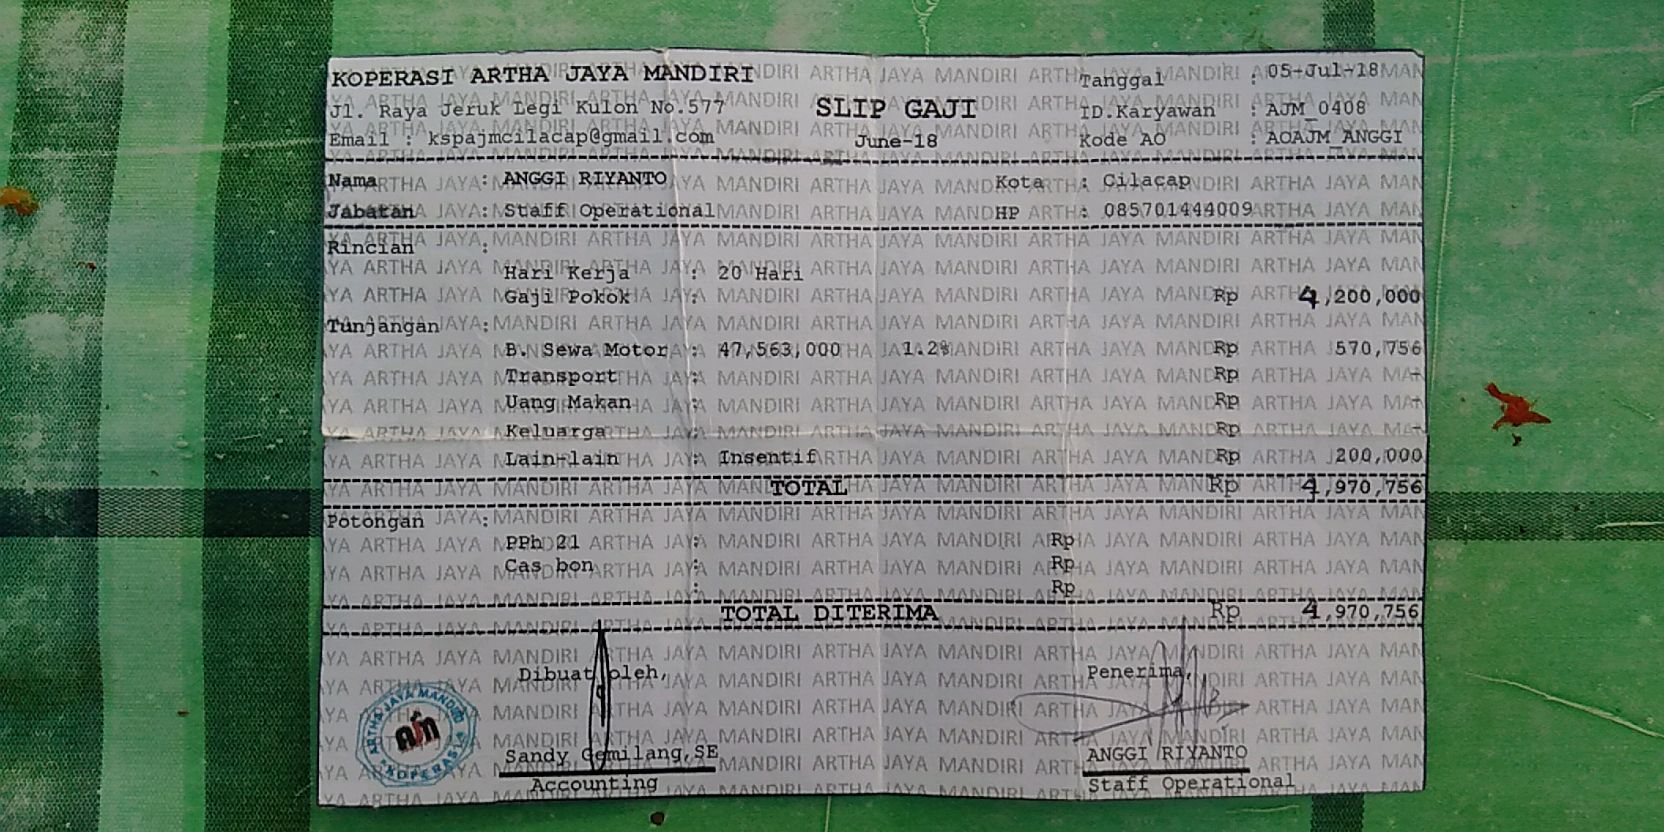 KOPERASI ARTHA JAYA MANDIRI
Jl. Raya Jeruk Legi Kulon No.577
Email : kspajmcilacap@gmail.com
SLIP GAJI
June-18
Tanggal : 05-Jul-18
ID.Karyawan : AJM_0408
Kode AO : AOAJM_ANGGI
Nama : ANGGI RIYANTO
Kota : Cilacap
Jabatan : Staff Operational
HP : 085701444009
Rincian :
Hari Kerja : 20 Hari
Gaji Pokok : Rp 4,200,000
Tunjangan :
B. Sewa Motor : 47,563,000 1.2% Rp 570,756
Transport : Rp -
Uang Makan : Rp -
Keluarga : Rp -
Lain-lain : Insentif Rp 200,000
TOTAL Rp 4,970,756
Potongan :
PPh 21 : Rp
Cas bon : Rp
: Rp
TOTAL DITERIMA Rp 4,970,756
Dibuat oleh,
Penerima,
ARTHA JAYA MANDIRI
AJM
KOPERASI
Sandy Gemilang,SE
ANGGI RIYANTO
Accounting
Staff Operational